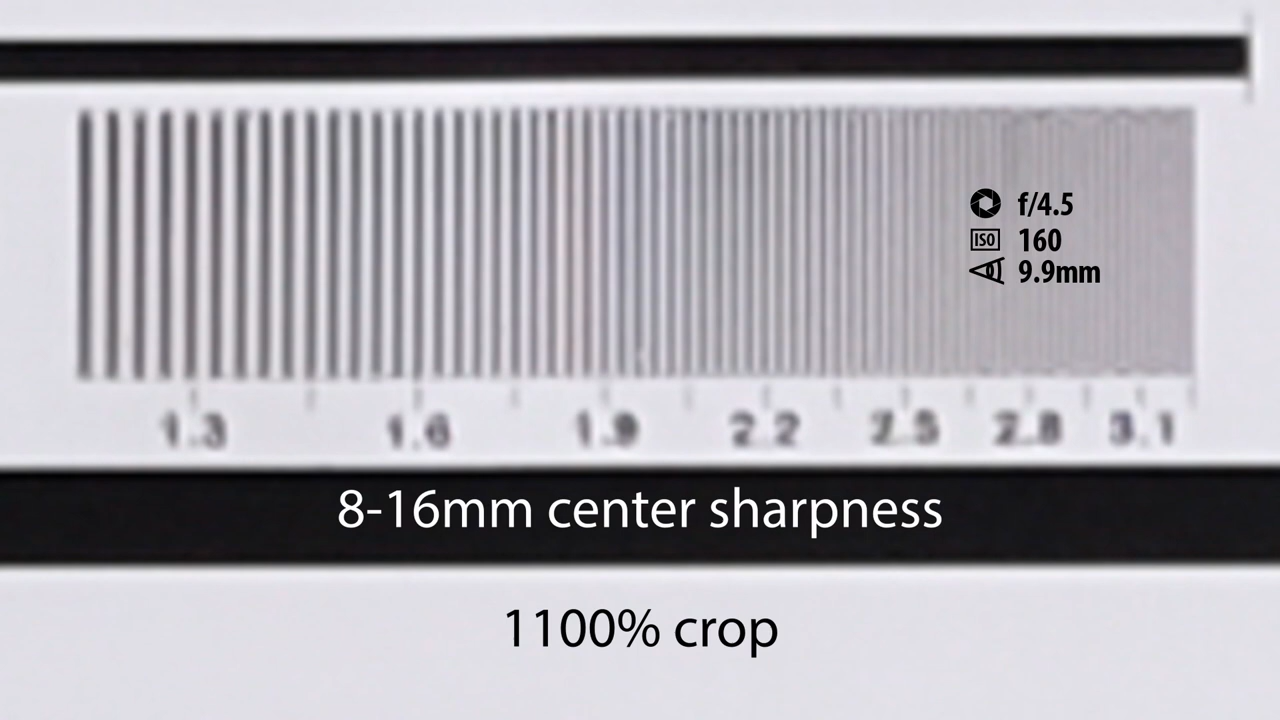 f/4.5
ISO 160
9.9mm
1.3 1.6 1.9 2.2 2.5 2.8 3.1
8-16mm center sharpness
1100% crop